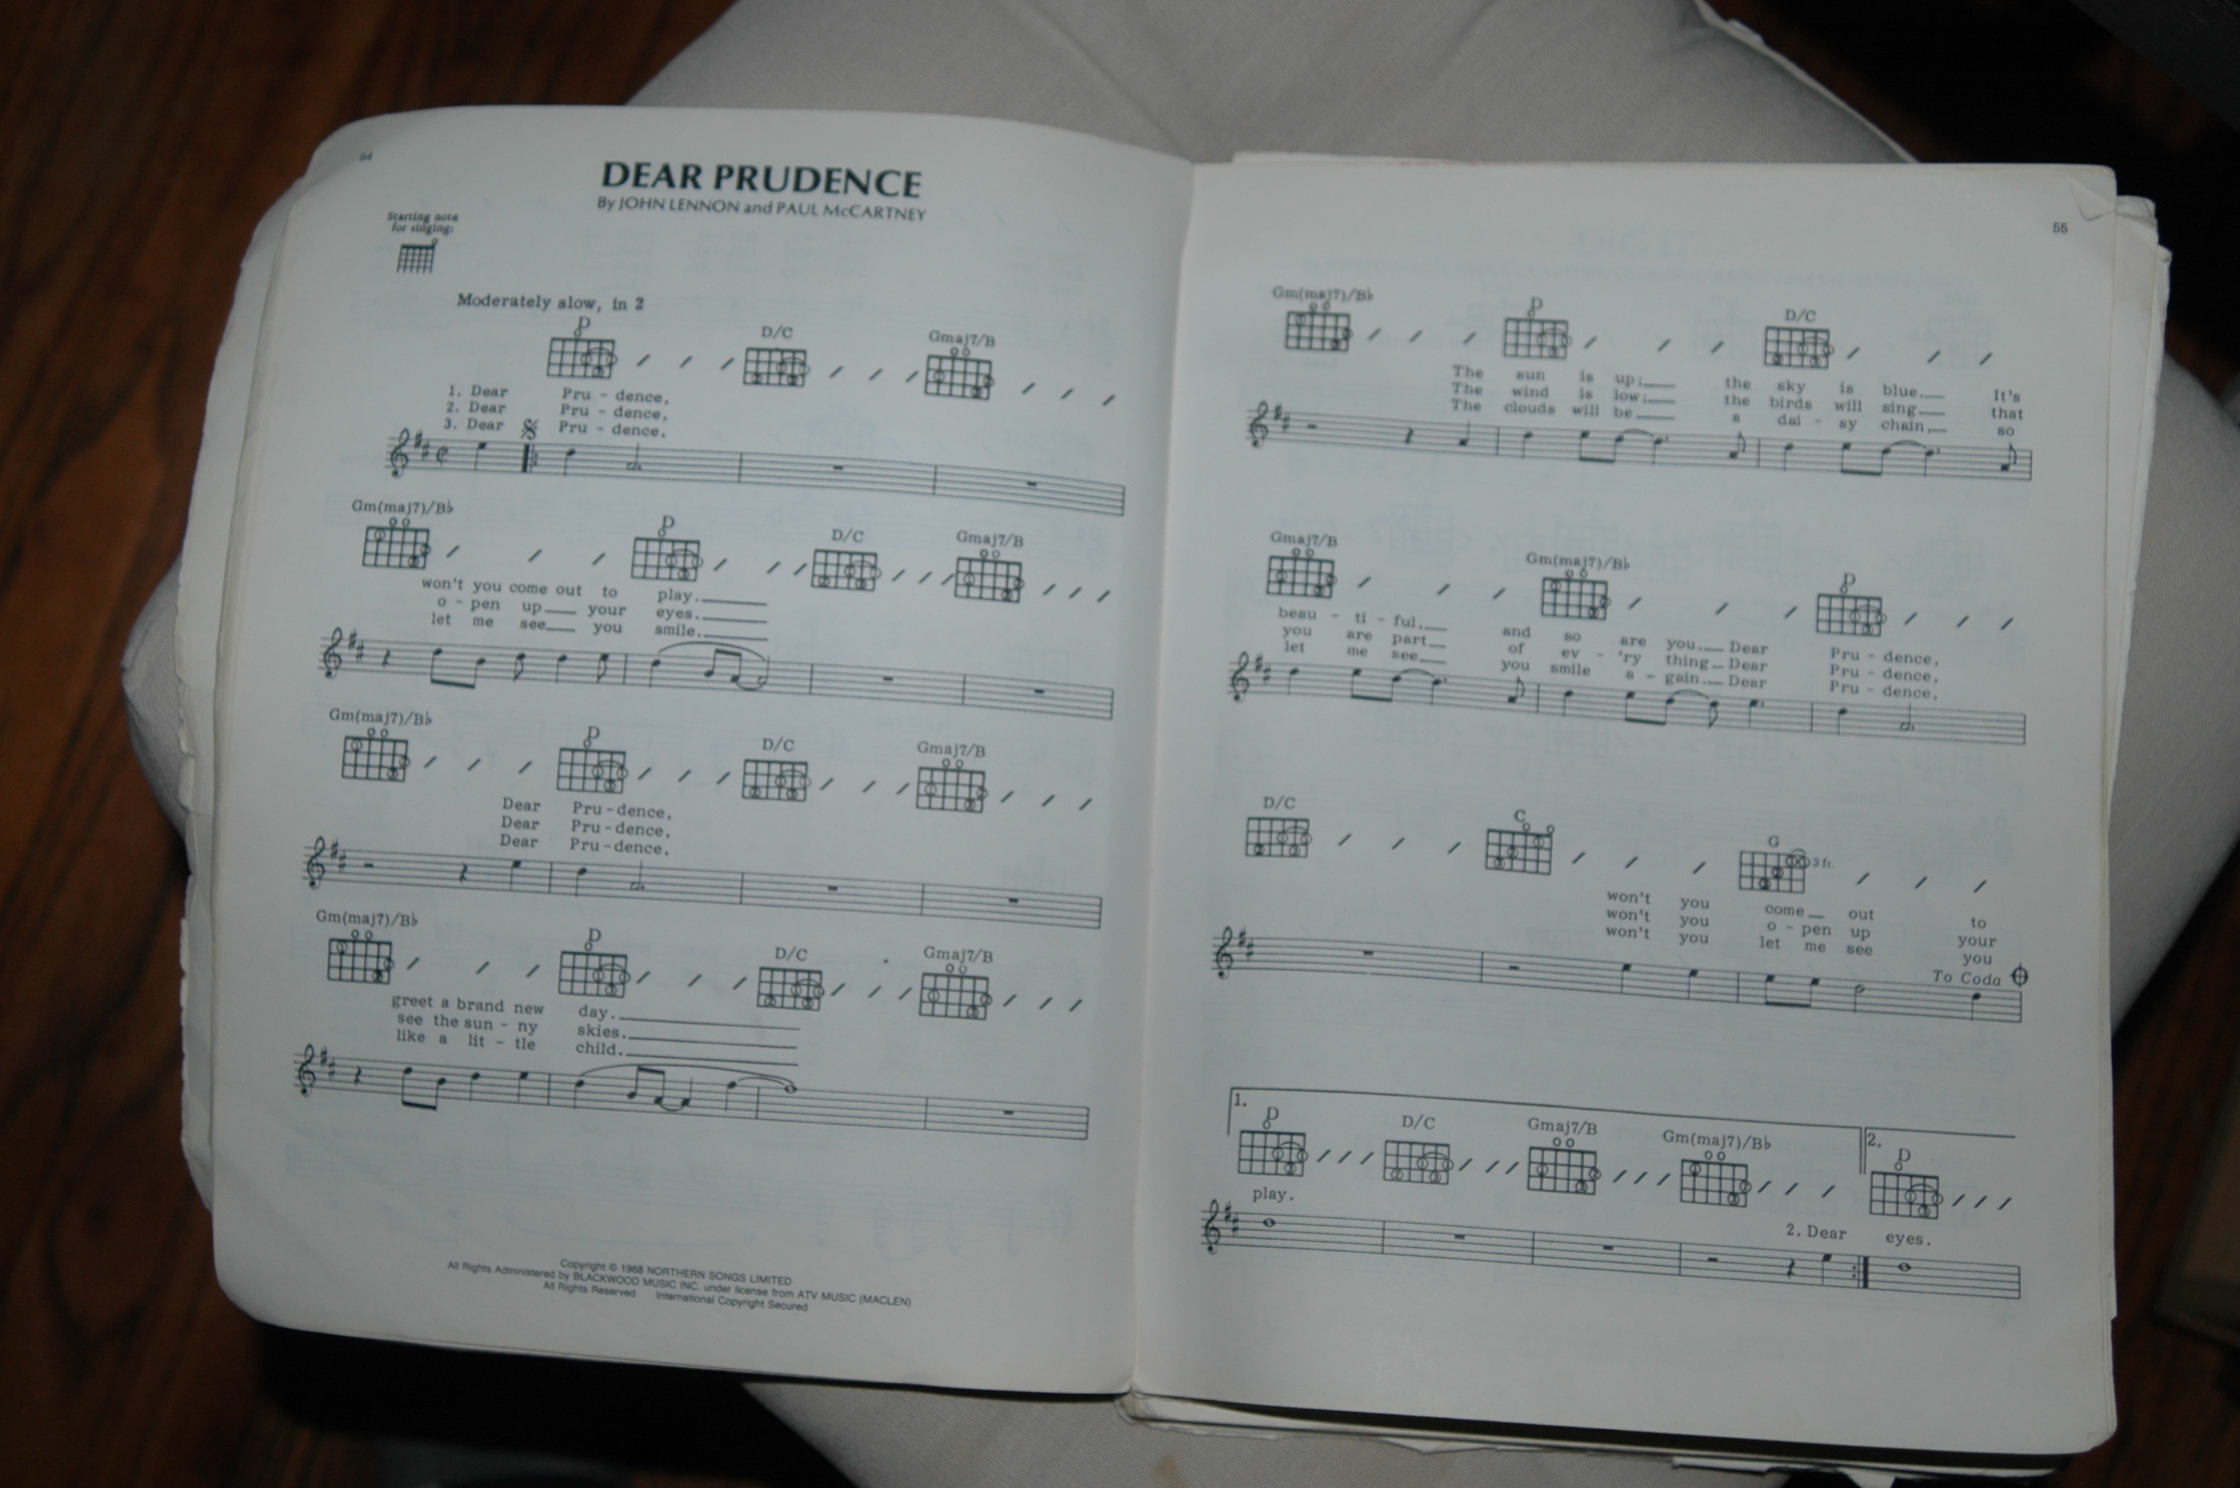 54
DEAR PRUDENCE
By JOHN LENNON and PAUL McCARTNEY
Starting note
for singing:
Moderately slow, in 2
D D/C Gmaj7/B
1. Dear Pru - dence,
2. Dear Pru - dence,
3. Dear Pru - dence,
Gm(maj7)/B♭ D D/C Gmaj7/B
won't you come out to play.
o - pen up your eyes.
let me see you smile.
Gm(maj7)/B♭ D D/C Gmaj7/B
Dear Pru - dence,
Dear Pru - dence,
Dear Pru - dence,
Gm(maj7)/B♭ D D/C Gmaj7/B
greet a brand new day.
see the sun - ny skies.
like a lit - tle child.
Copyright © 1968 NORTHERN SONGS LIMITED
All Rights Administered by BLACKWOOD MUSIC INC. under license from ATV MUSIC (MACLEN)
All Rights Reserved International Copyright Secured
55
Gm(maj7)/B♭ D D/C
The sun is up; the sky is blue. It's
The wind is low; the birds will sing that
The clouds will be a dai - sy chain, so
Gmaj7/B Gm(maj7)/B♭ D
beau - ti - ful, and so are you. Dear Pru - dence,
you are part of ev - 'ry thing Dear Pru - dence,
let me see you smile a - gain. Dear Pru - dence,
D/C C G 3 fr.
won't you come out to
won't you o - pen up your
won't you let me see you
To Coda
1. D D/C Gmaj7/B Gm(maj7)/B♭ 2. D
play. 2. Dear eyes.